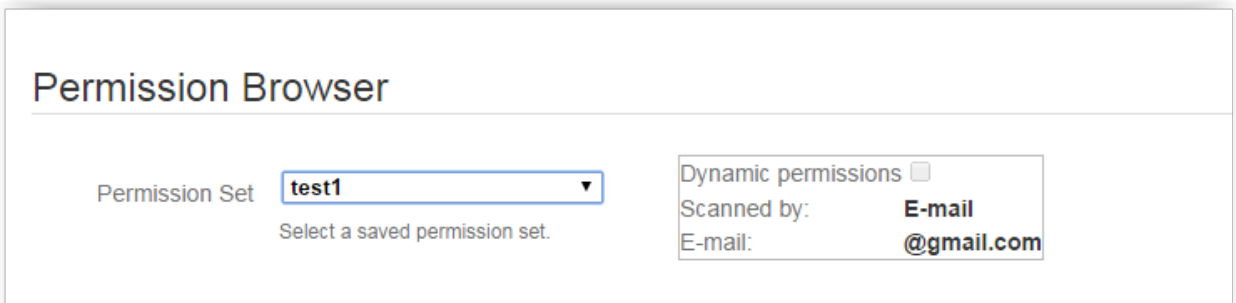 Permission Browser
Permission Set
test1
Select a saved permission set.
Dynamic permissions
Scanned by: E-mail
E-mail: @gmail.com